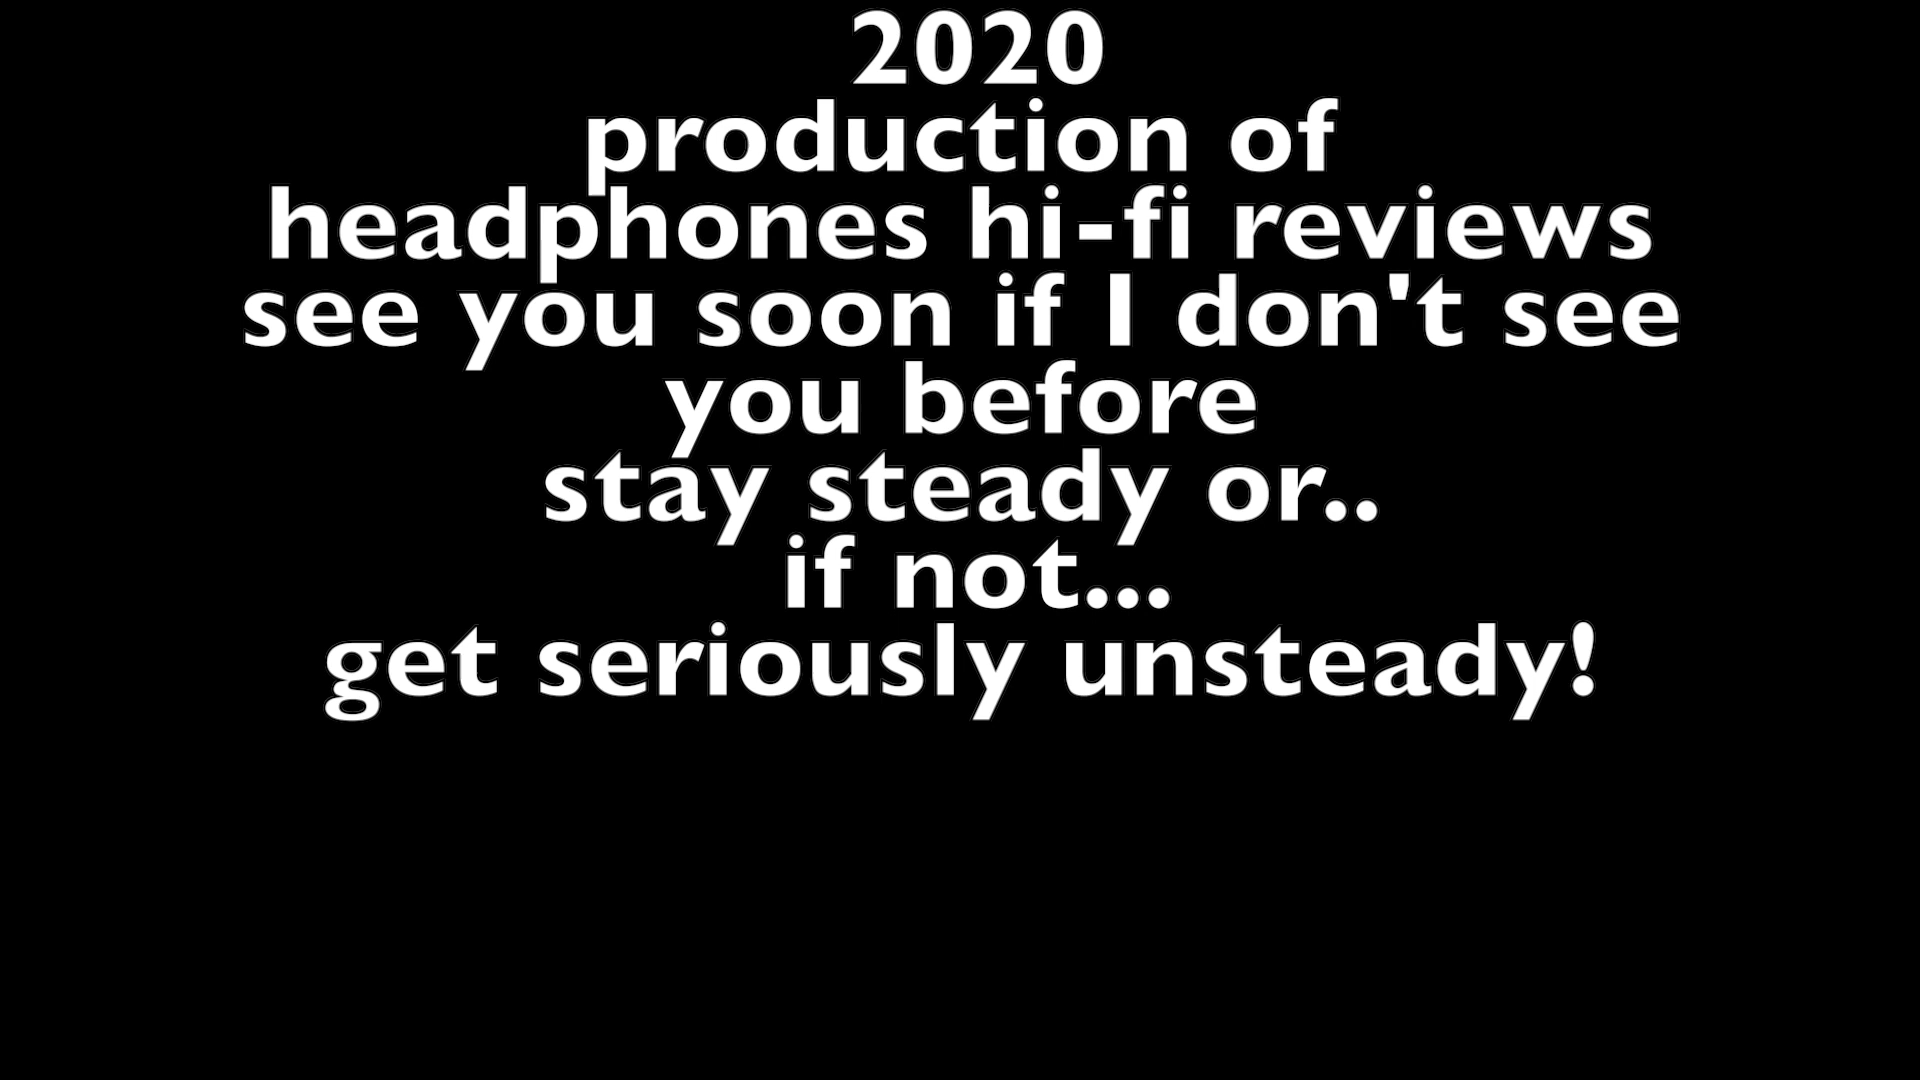 2020
production of
headphones hi-fi reviews
see you soon if I don't see
you before
stay steady or..
if not...
get seriously unsteady!